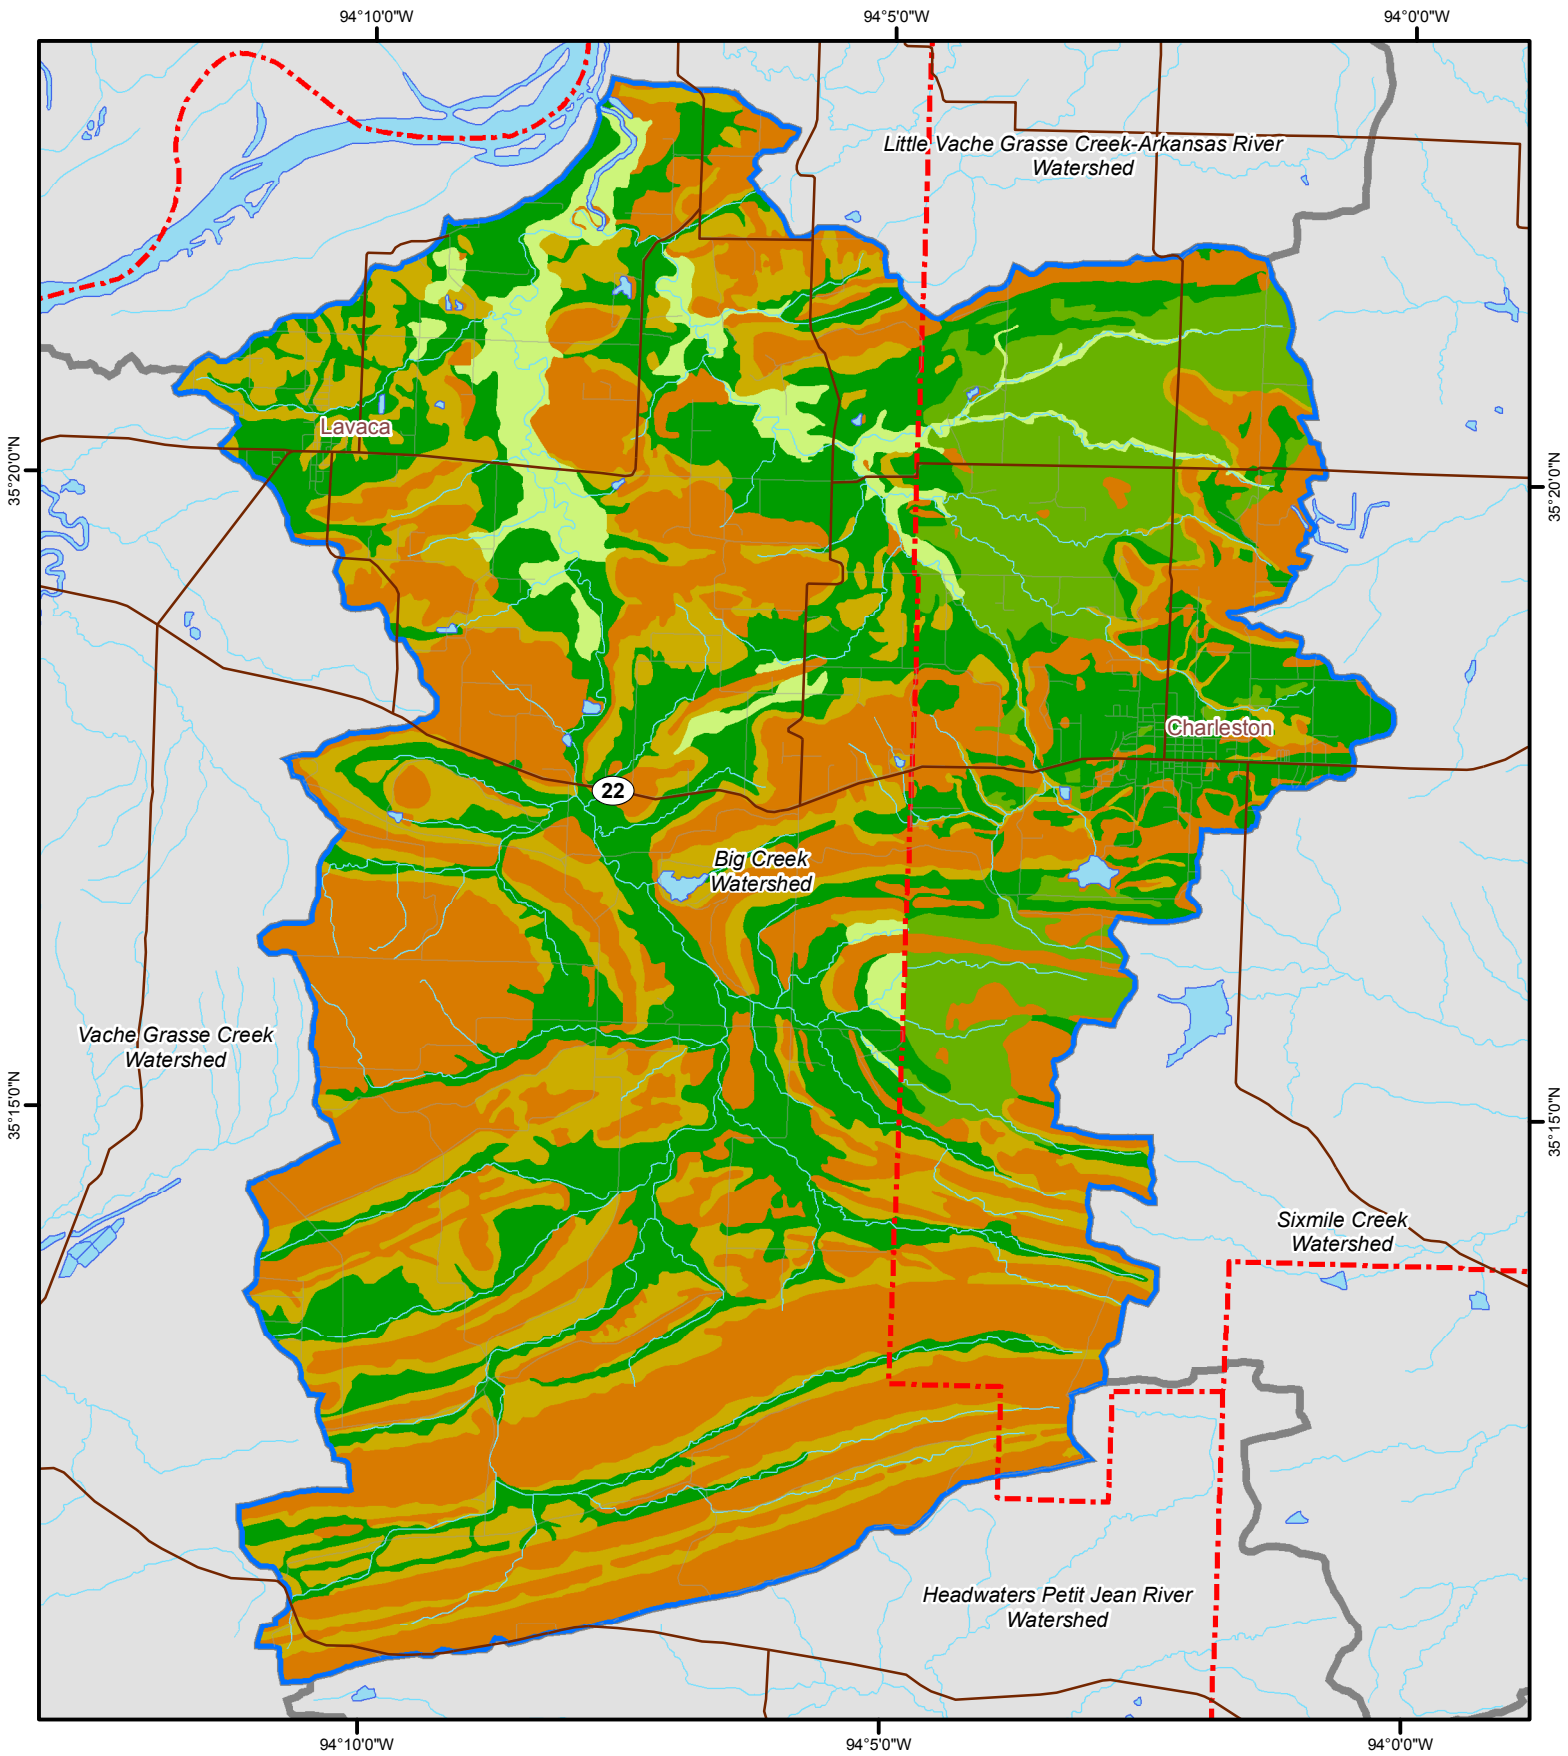 94°10'0"W
94°5'0"W
94°0'0"W
Little Vache Grasse Creek-Arkansas River
Watershed
Lavaca
35°20'0"N
35°20'0"N
Charleston
22
Big Creek
Watershed
Vache Grasse Creek
Watershed
35°15'0"N
35°15'0"N
Sixmile Creek
Watershed
Headwaters Petit Jean River
Watershed
94°10'0"W
94°5'0"W
94°0'0"W